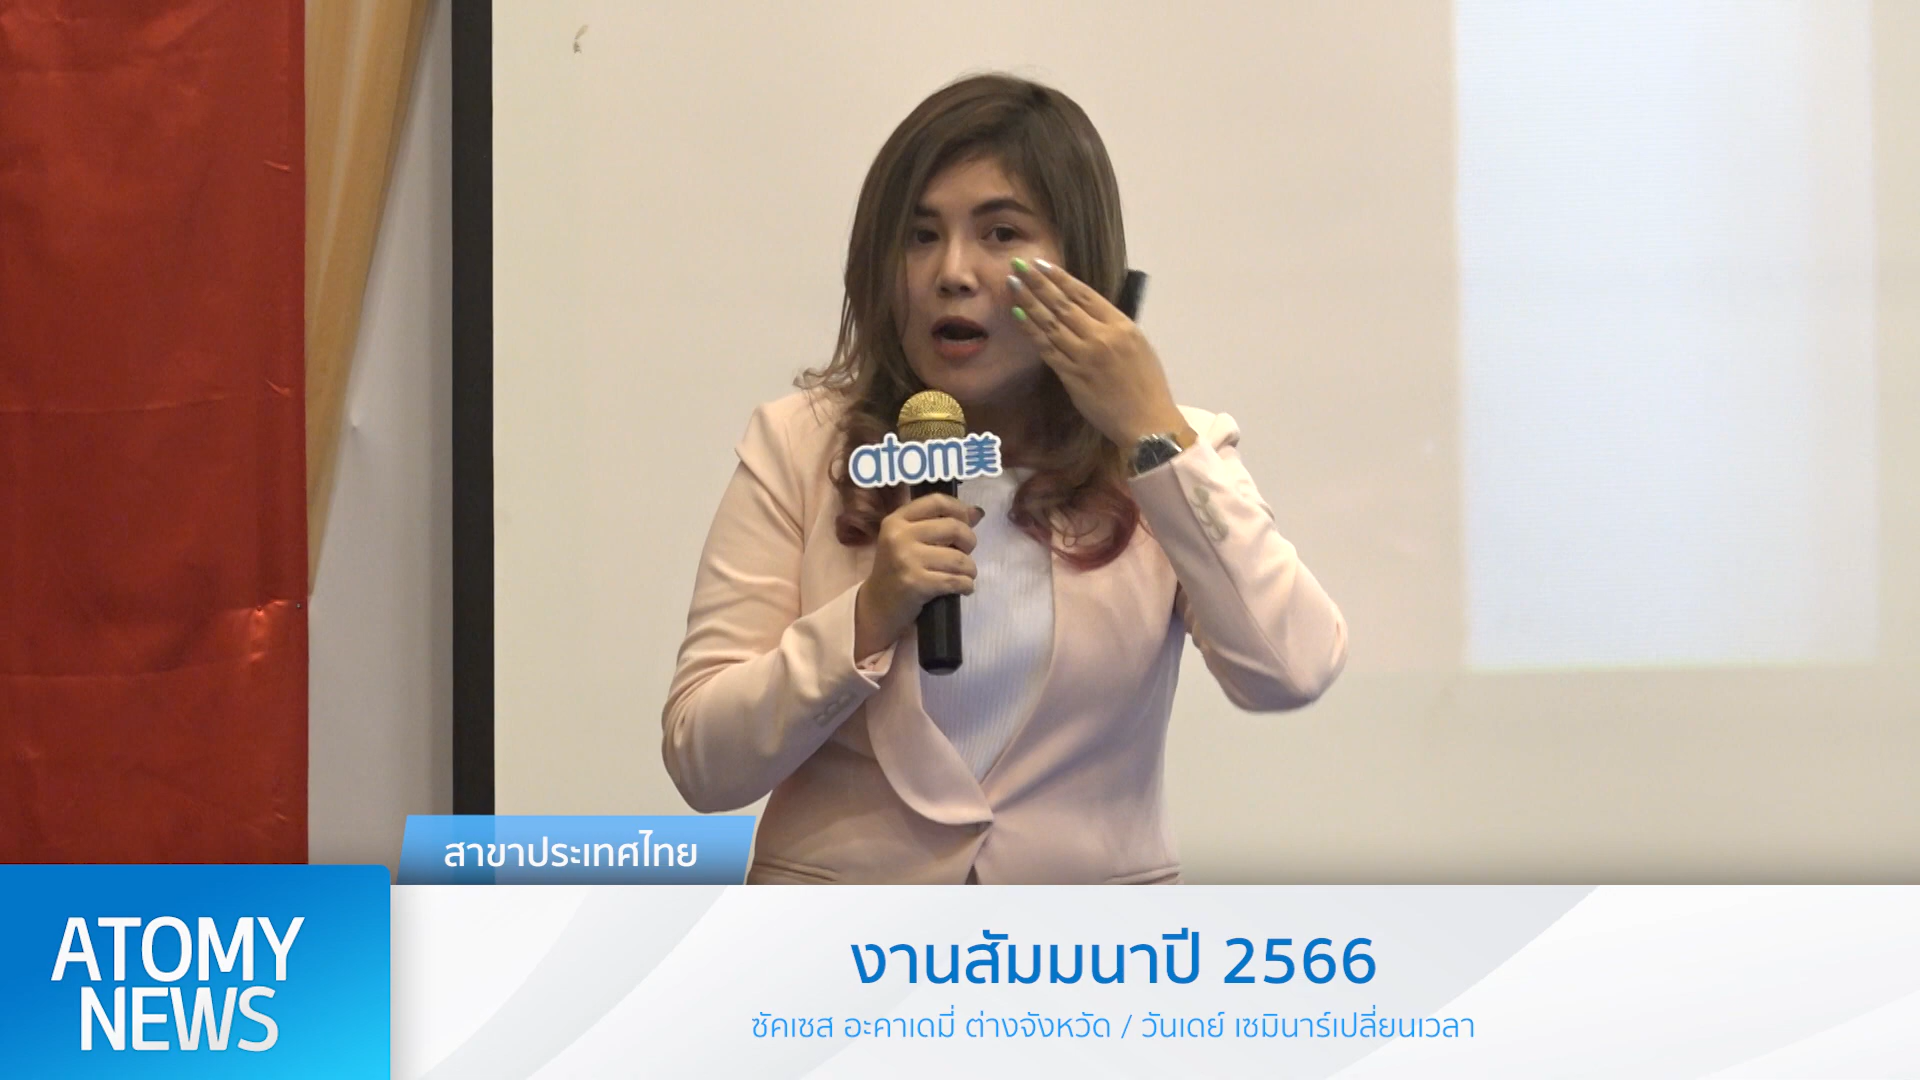 atom美
สาขาประเทศไทย
ATOMY
NEWS
งานสัมมนาปี 2566
ซัคเซส อะคาเดมี่ ต่างจังหวัด / วันเดย์ เซมินาร์เปลี่ยนเวลา